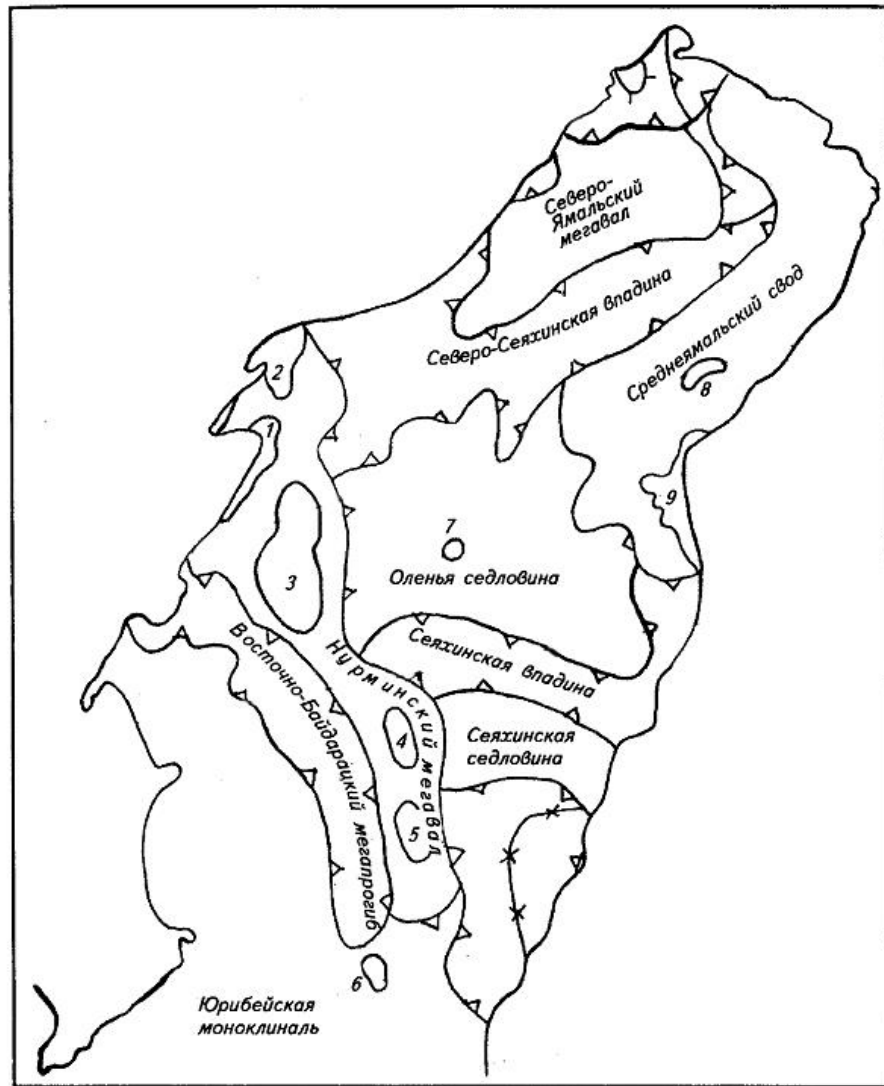 Северо-
Ямальский
мегавал
Северо-Сеяхинская впадина
Среднеямальский свод
2
8
1
9
7
3
Оленья седловина
Сеяхинская впадина
Нурминский мегавал
Восточно-Байдарацкий мегапрогиб
4
Сеяхинская
седловина
5
6
Юрибейская
моноклиналь